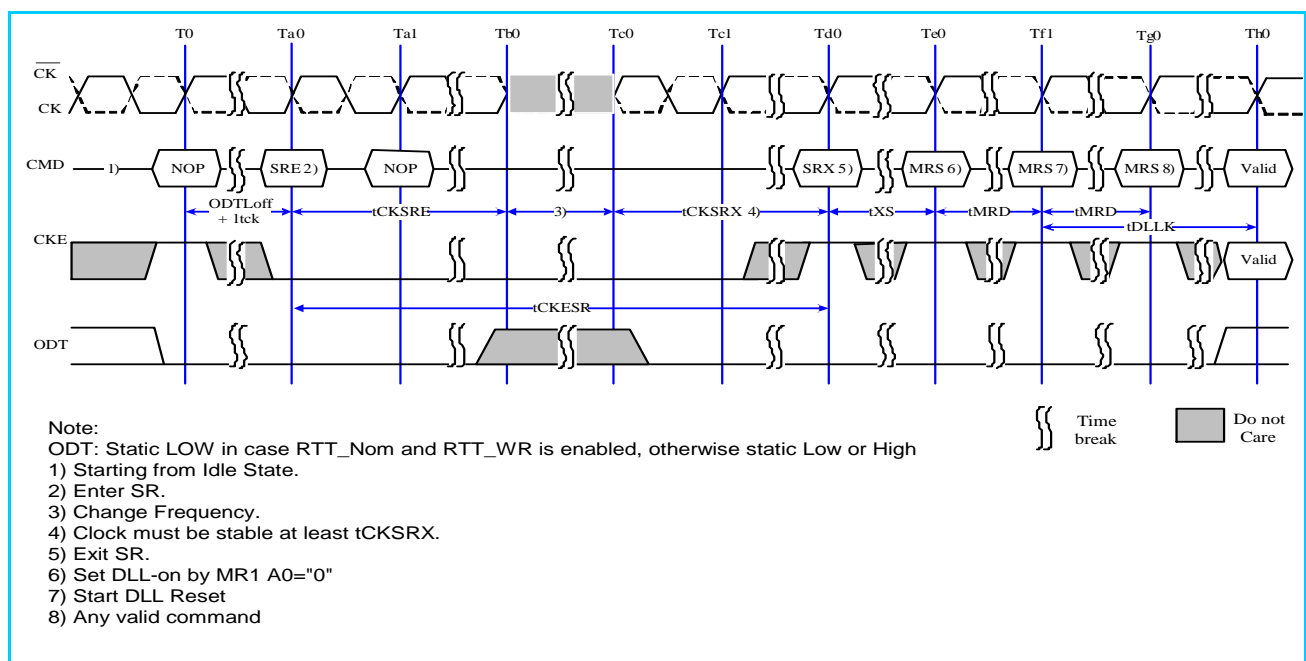 T0 Ta0 Ta1 Tb0 Tc0 Tc1 Td0 Te0 Tf1 Tg0 Th0
CK
CK
CMD 1) NOP SRE 2) NOP SRX 5) MRS 6) MRS 7) MRS 8) Valid
ODTLoff
+ 1tck
tCKSRE 3) tCKSRX 4) tXS tMRD tMRD
tDLLK
CKE Valid
tCKESR
ODT
Time
break
Do not
Care
Note:
ODT: Static LOW in case RTT_Nom and RTT_WR is enabled, otherwise static Low or High
1) Starting from Idle State.
2) Enter SR.
3) Change Frequency.
4) Clock must be stable at least tCKSRX.
5) Exit SR.
6) Set DLL-on by MR1 A0="0"
7) Start DLL Reset
8) Any valid command